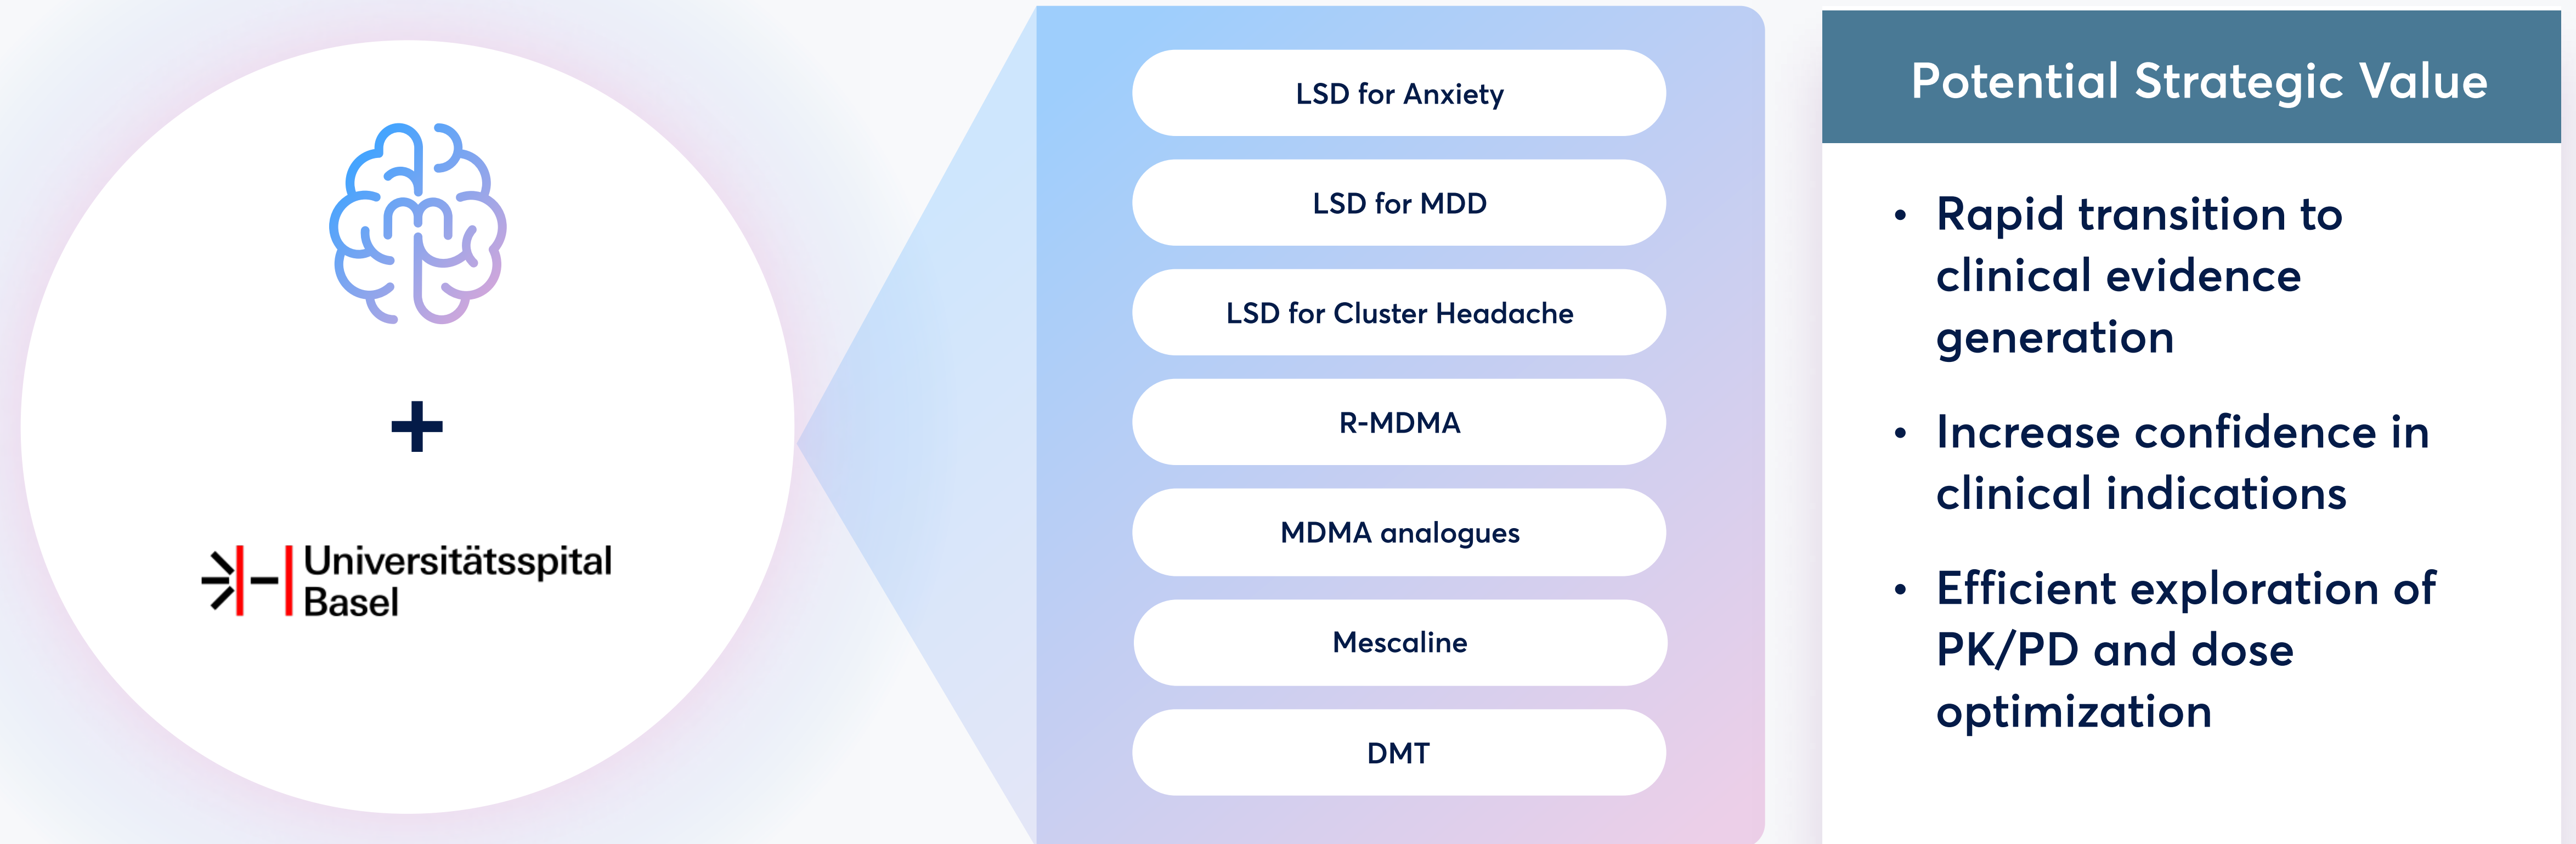 +
Universitätsspital
Basel
LSD for Anxiety
LSD for MDD
LSD for Cluster Headache
R-MDMA
MDMA analogues
Mescaline
DMT
Potential Strategic Value
• Rapid transition to
clinical evidence
generation
• Increase confidence in
clinical indications
• Efficient exploration of
PK/PD and dose
optimization